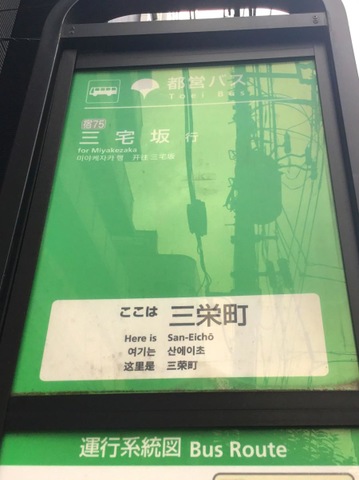 都営バス
Toei Bus
宿75
三宅坂 行
for Miyakezaka
미야케자카 행 开往 三宅坂
ここは 三栄町
Here is San-Eichō
여기는 산에이초
这里是 三荣町
運行系統図 Bus Route